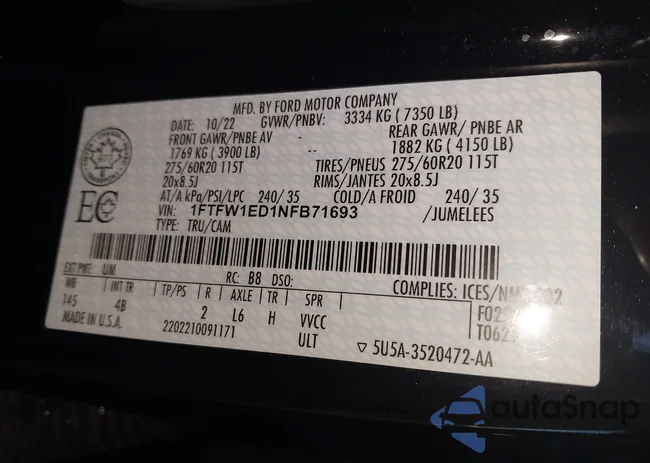 MFD. BY FORD MOTOR COMPANY
DATE: 10/22 GVWR/PNBV: 3334 KG ( 7350 LB)
FRONT GAWR/PNBE AV -- REAR GAWR/ PNBE AR
1769 KG ( 3900 LB) 1882 KG ( 4150 LB)
275/60R20 115T TIRES/PNEUS 275/60R20 115T
20x8.5J RIMS/JANTES 20x8.5J
AT/A kPa/PSI/LPC 240/ 35 COLD/A FROID 240/ 35
VIN: 1FTFW1ED1NFB71693 /JUMELEES
TYPE: TRU/CAM
EC
EXT PNT: UM RC: B8 DSO: COMPLIES: ICES/
WB INT TR TP/PS R AXLE TR SPR
145 4B 2 L6 H VVCC
MADE IN U.S.A. 2202210091171 ULT
5U5A-3520472-AA
autoSnap